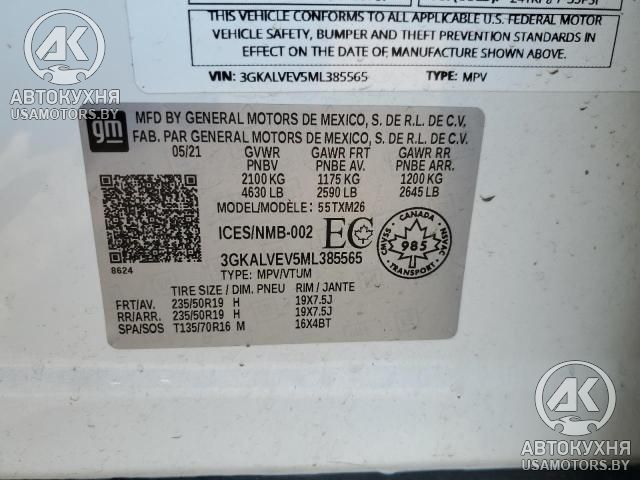 THIS VEHICLE CONFORMS TO ALL APPLICABLE U.S. FEDERAL MOTOR
VEHICLE SAFETY, BUMPER AND THEFT PREVENTION STANDARDS IN
EFFECT ON THE DATE OF MANUFACTURE SHOWN ABOVE.
VIN: 3GKALVEV5ML385565 TYPE: MPV
gm
MFD BY GENERAL MOTORS DE MEXICO, S. DE R.L. DE C.V.
FAB. PAR GENERAL MOTORS DE MEXICO, S. DE R.L. DE C.V.
05/21 GVWR GAWR FRT GAWR RR
PNBV PNBE AV. PNBE ARR.
2100 KG 1175 KG 1200 KG
4630 LB 2590 LB 2645 LB
MODEL/MODÈLE: 55TXM26
ICES/NMB-002 EC
CANADA
985
TRANSPORT
NSVAC
NMVSA
8624
3GKALVEV5ML385565
TYPE: MPV/VTUM
TIRE SIZE / DIM. PNEU RIM / JANTE
FRT/AV. 235/50R19 H 19X7.5J
RR/ARR. 235/50R19 H 19X7.5J
SPA/SOS T135/70R16 M 16X4BT
АК
АВТОКУХНЯ
USAMOTORS.BY
АК
АВТОКУХНЯ
USAMOTORS.BY